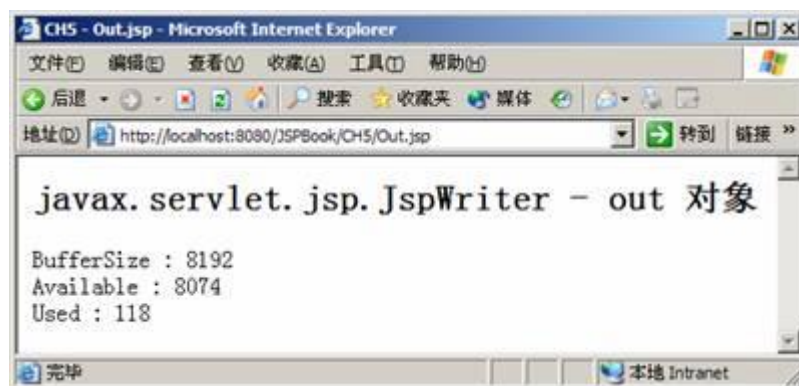 CH5 - Out.jsp - Microsoft Internet Explorer
文件(F) 编辑(E) 查看(V) 收藏(A) 工具(T) 帮助(H)
后退 搜索 收藏夹 媒体
地址(D) http://localhost:8080/JSPBook/CH5/Out.jsp 转到 链接 »
javax.servlet.jsp.JspWriter - out 对象
BufferSize : 8192
Available : 8074
Used : 118
完毕 本地 Intranet